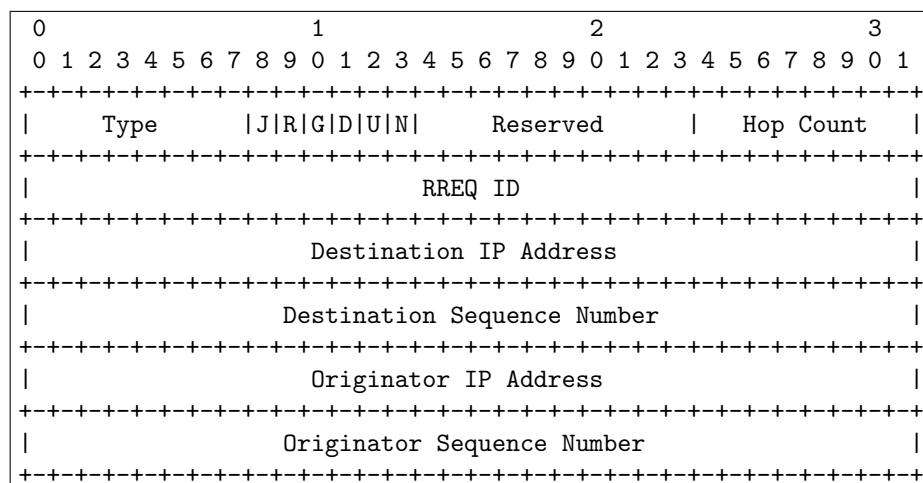 0                   1                   2                   3
 0 1 2 3 4 5 6 7 8 9 0 1 2 3 4 5 6 7 8 9 0 1 2 3 4 5 6 7 8 9 0 1
+-+-+-+-+-+-+-+-+-+-+-+-+-+-+-+-+-+-+-+-+-+-+-+-+-+-+-+-+-+-+-+-+
|     Type      |J|R|G|D|U|N|     Reserved      |   Hop Count   |
+-+-+-+-+-+-+-+-+-+-+-+-+-+-+-+-+-+-+-+-+-+-+-+-+-+-+-+-+-+-+-+-+
|                            RREQ ID                            |
+-+-+-+-+-+-+-+-+-+-+-+-+-+-+-+-+-+-+-+-+-+-+-+-+-+-+-+-+-+-+-+-+
|                    Destination IP Address                     |
+-+-+-+-+-+-+-+-+-+-+-+-+-+-+-+-+-+-+-+-+-+-+-+-+-+-+-+-+-+-+-+-+
|                  Destination Sequence Number                  |
+-+-+-+-+-+-+-+-+-+-+-+-+-+-+-+-+-+-+-+-+-+-+-+-+-+-+-+-+-+-+-+-+
|                    Originator IP Address                      |
+-+-+-+-+-+-+-+-+-+-+-+-+-+-+-+-+-+-+-+-+-+-+-+-+-+-+-+-+-+-+-+-+
|                  Originator Sequence Number                   |
+-+-+-+-+-+-+-+-+-+-+-+-+-+-+-+-+-+-+-+-+-+-+-+-+-+-+-+-+-+-+-+-+